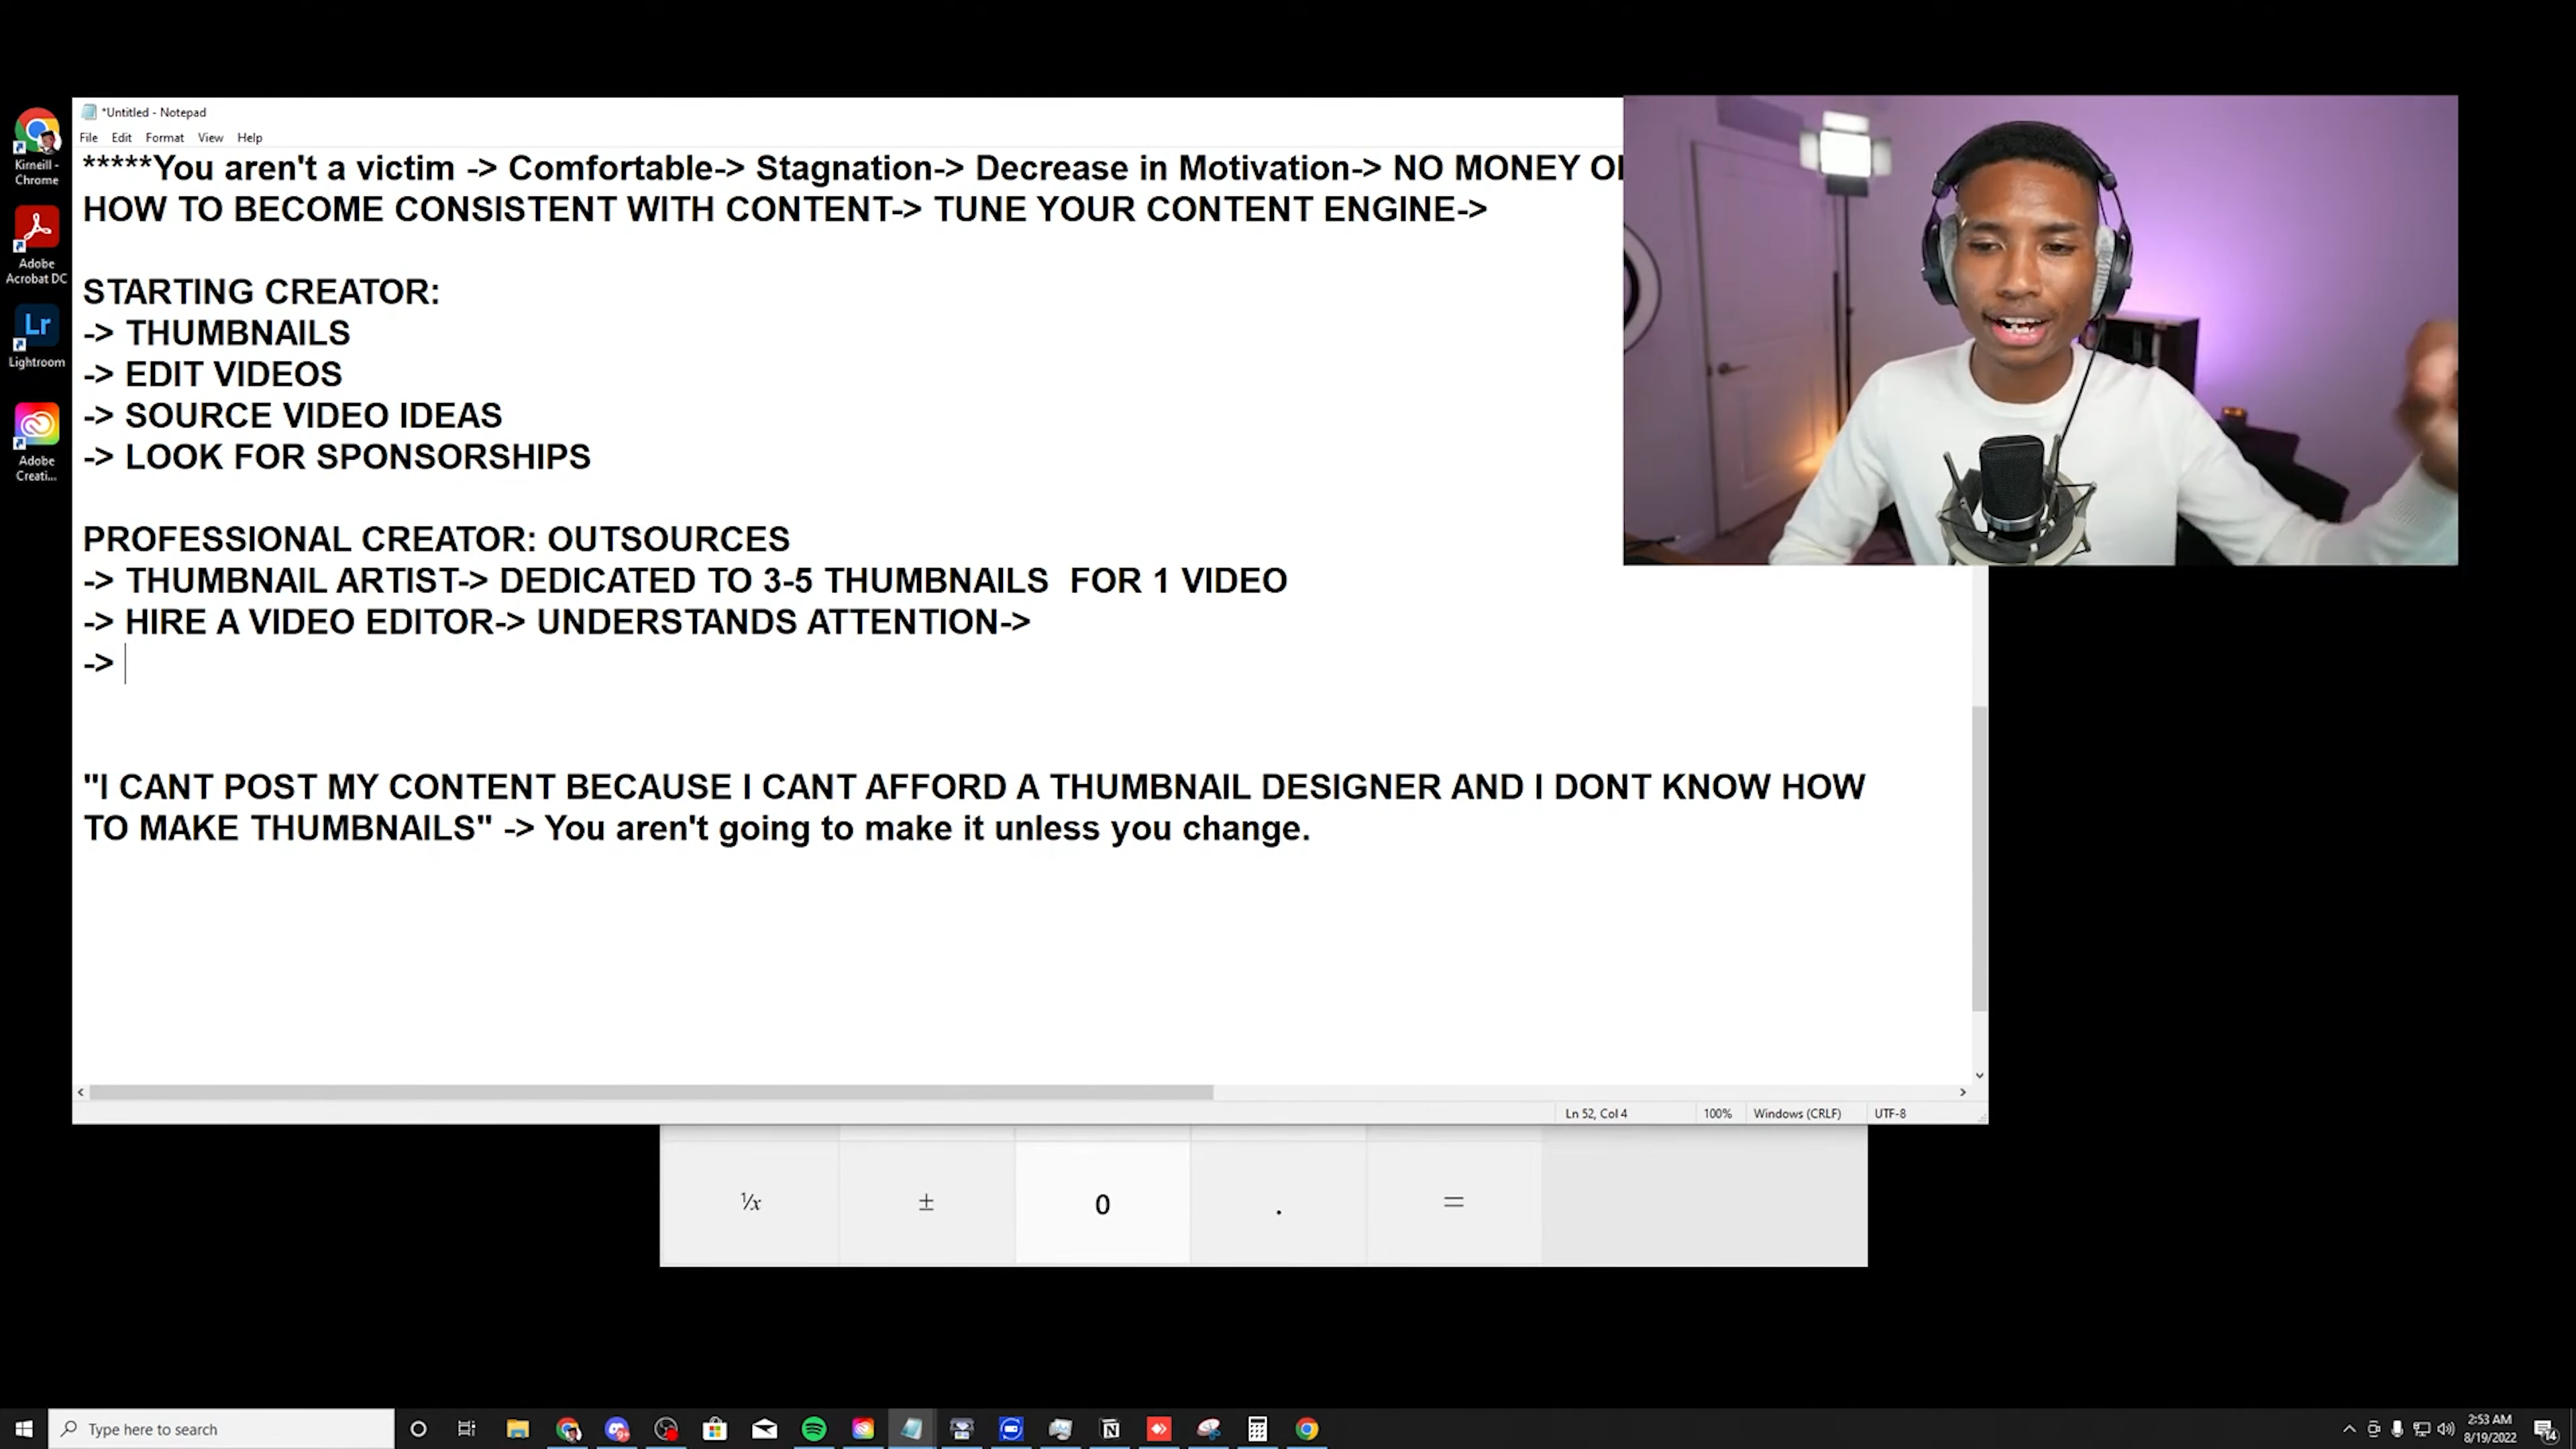 *Untitled - Notepad
File Edit Format View Help
*****You aren't a victim -> Comfortable-> Stagnation-> Decrease in Motivation-> NO MONEY
HOW TO BECOME CONSISTENT WITH CONTENT-> TUNE YOUR CONTENT ENGINE->
STARTING CREATOR:
-> THUMBNAILS
-> EDIT VIDEOS
-> SOURCE VIDEO IDEAS
-> LOOK FOR SPONSORSHIPS
PROFESSIONAL CREATOR: OUTSOURCES
-> THUMBNAIL ARTIST-> DEDICATED TO 3-5 THUMBNAILS  FOR 1 VIDEO
-> HIRE A VIDEO EDITOR-> UNDERSTANDS ATTENTION->
->
"I CANT POST MY CONTENT BECAUSE I CANT AFFORD A THUMBNAIL DESIGNER AND I DONT KNOW HOW
TO MAKE THUMBNAILS" -> You aren't going to make it unless you change.
Ln 52, Col 4 100% Windows (CRLF) UTF-8
Kirneill -
Chrome
Adobe
Acrobat DC
Lr
Lightroom
Adobe
Creati...
¹/x ± 0 . =
Type here to search
2:53 AM
8/19/2022
14